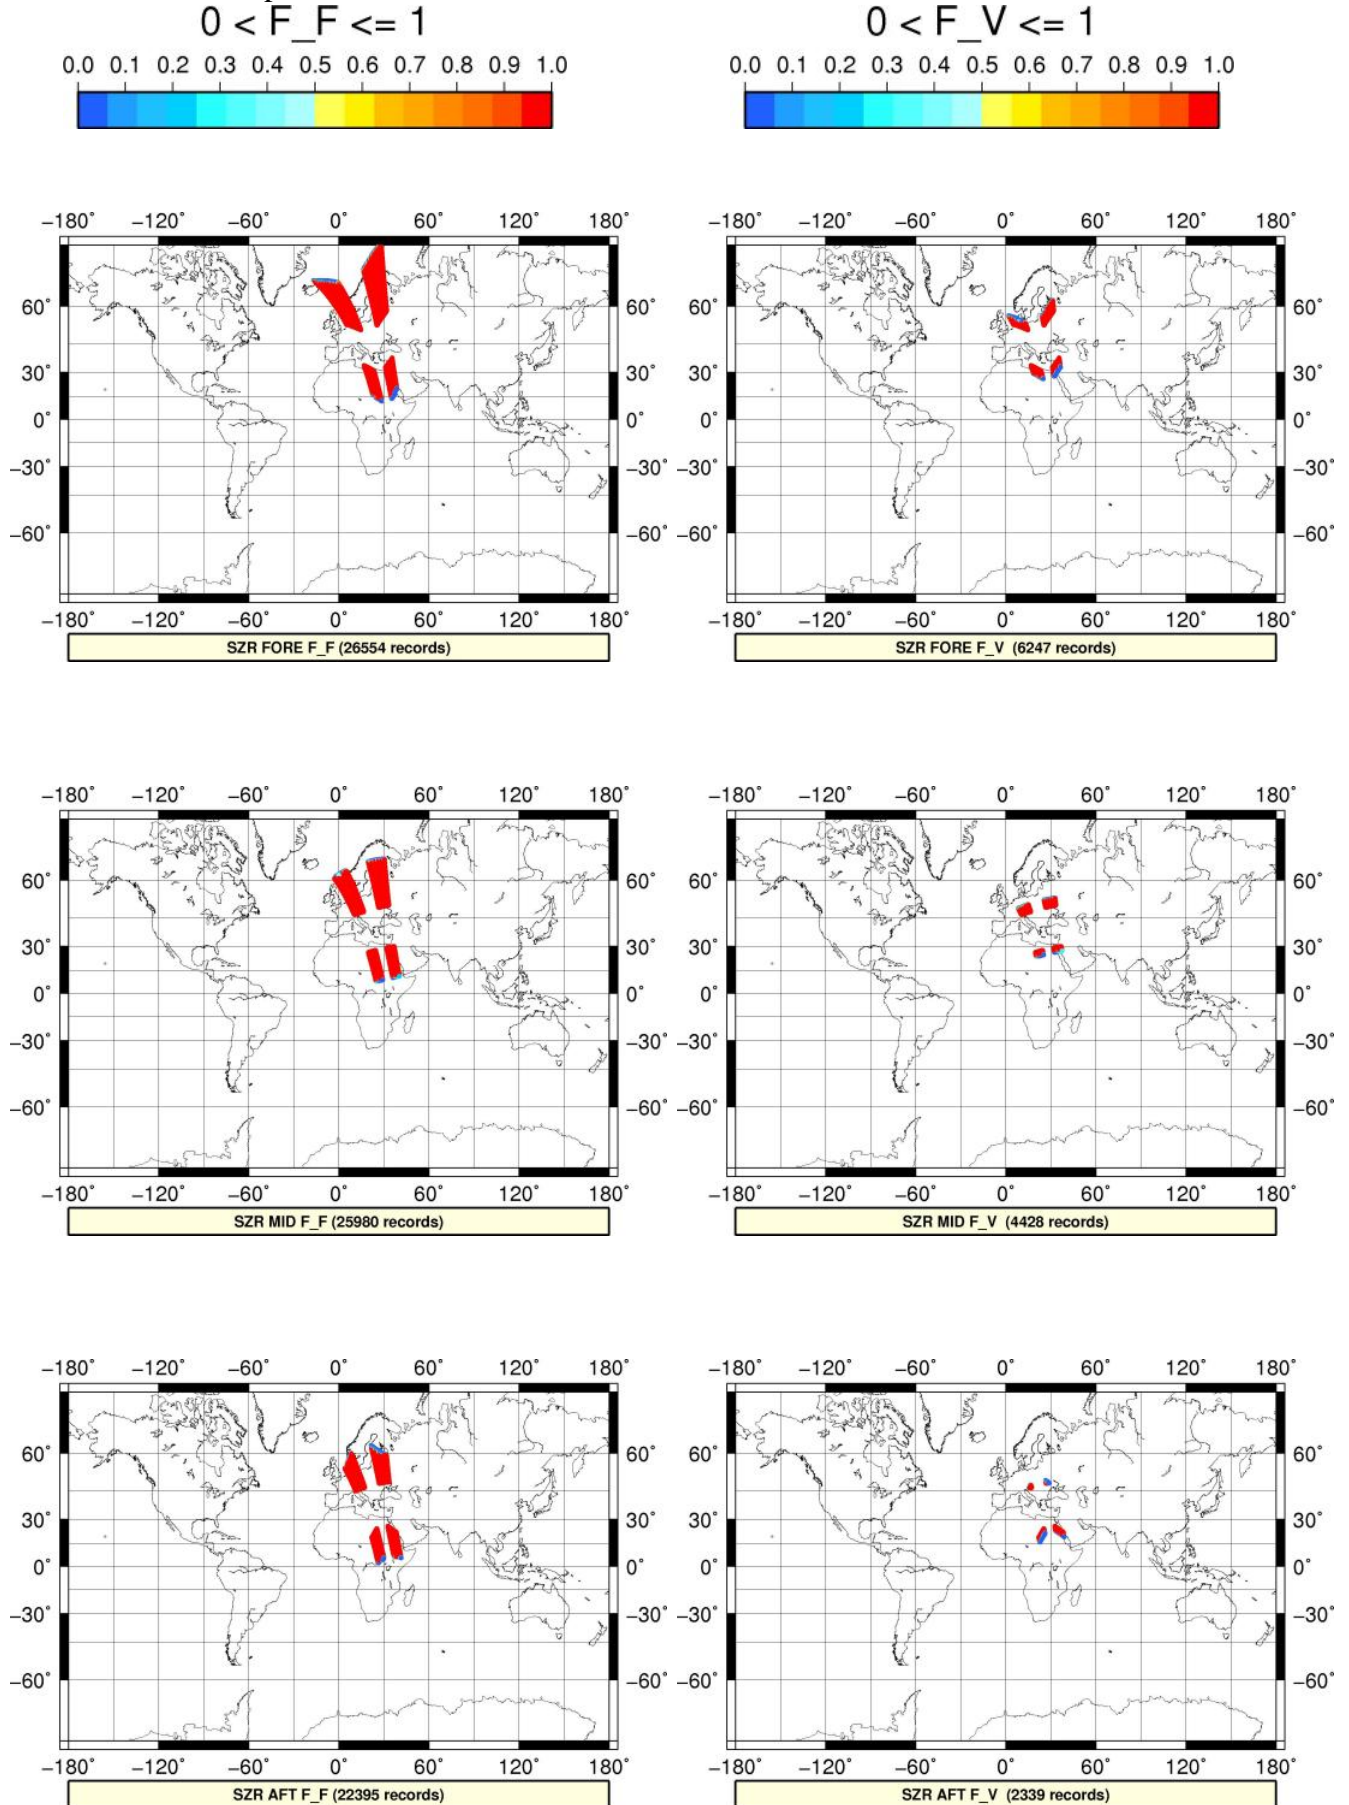 0 < F_F <= 1 0 < F_V <= 1
0.0 0.1 0.2 0.3 0.4 0.5 0.6 0.7 0.8 0.9 1.0 0.0 0.1 0.2 0.3 0.4 0.5 0.6 0.7 0.8 0.9 1.0
−180° −120° −60° 0° 60° 120° 180° −180° −120° −60° 0° 60° 120° 180°
60° 60° 60° 60°
30° 30° 30° 30°
0° 0° 0° 0°
−30° −30° −30° −30°
−60° −60° −60° −60°
−180° −120° −60° 0° 60° 120° 180° −180° −120° −60° 0° 60° 120° 180°
SZR FORE F_F (26554 records) SZR FORE F_V (6247 records)
−180° −120° −60° 0° 60° 120° 180° −180° −120° −60° 0° 60° 120° 180°
60° 60° 60° 60°
30° 30° 30° 30°
0° 0° 0° 0°
−30° −30° −30° −30°
−60° −60° −60° −60°
−180° −120° −60° 0° 60° 120° 180° −180° −120° −60° 0° 60° 120° 180°
SZR MID F_F (25980 records) SZR MID F_V (4428 records)
−180° −120° −60° 0° 60° 120° 180° −180° −120° −60° 0° 60° 120° 180°
60° 60° 60° 60°
30° 30° 30° 30°
0° 0° 0° 0°
−30° −30° −30° −30°
−60° −60° −60° −60°
−180° −120° −60° 0° 60° 120° 180° −180° −120° −60° 0° 60° 120° 180°
SZR AFT F_F (22395 records) SZR AFT F_V (2339 records)